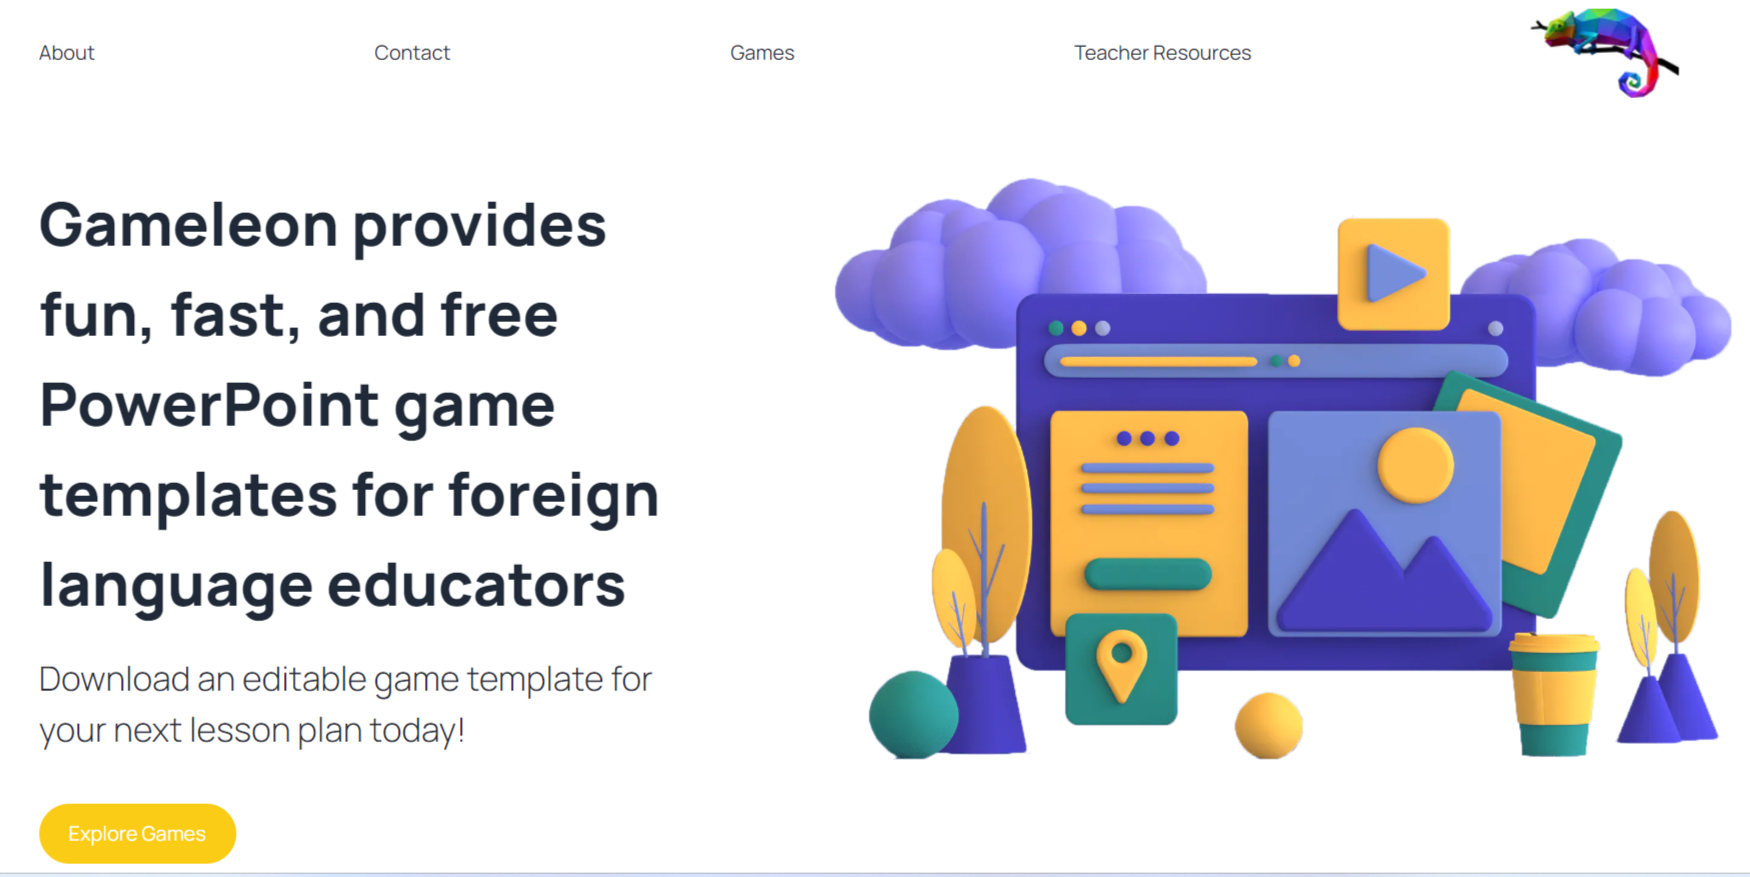 About
Contact
Games
Teacher Resources
Gameleon provides
fun, fast, and free
PowerPoint game
templates for foreign
language educators
Download an editable game template for
your next lesson plan today!
Explore Games